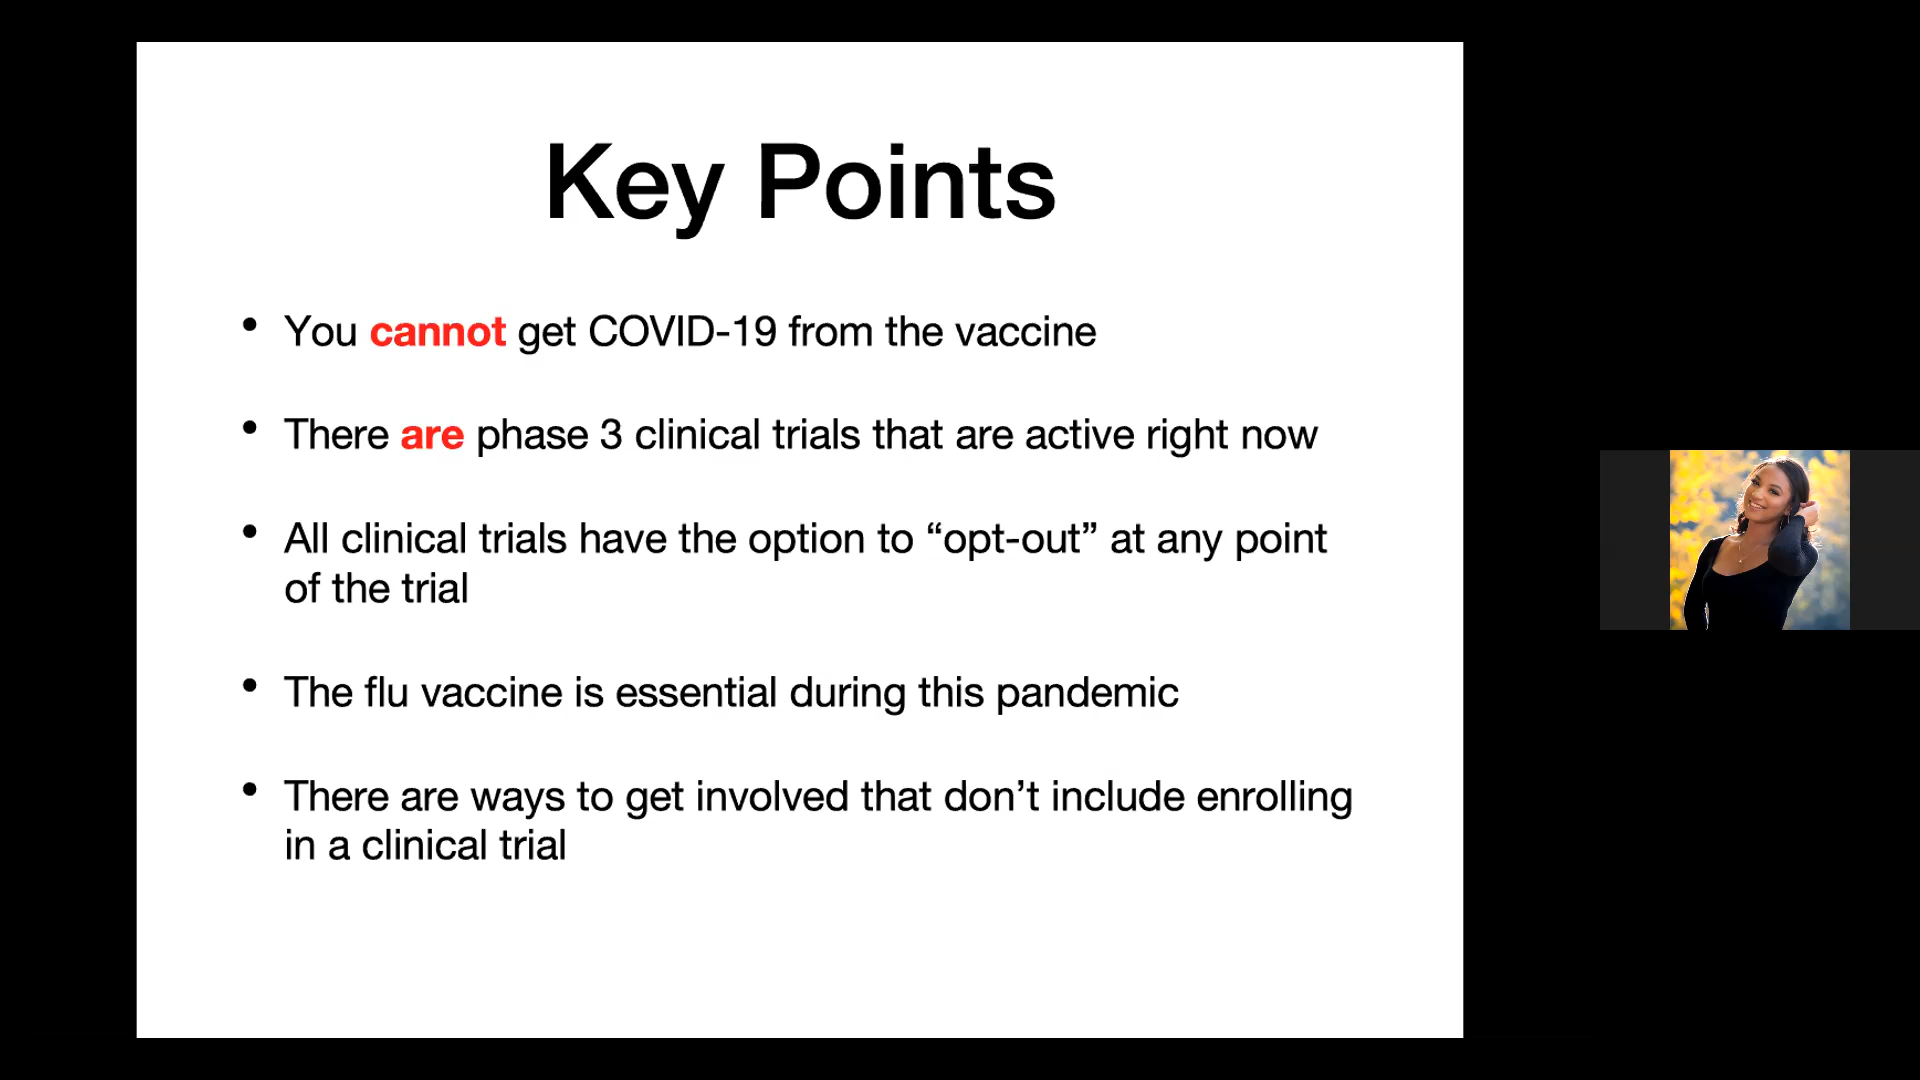 Key Points
• You cannot get COVID-19 from the vaccine
• There are phase 3 clinical trials that are active right now
• All clinical trials have the option to “opt-out” at any point
of the trial
• The flu vaccine is essential during this pandemic
• There are ways to get involved that don’t include enrolling
in a clinical trial